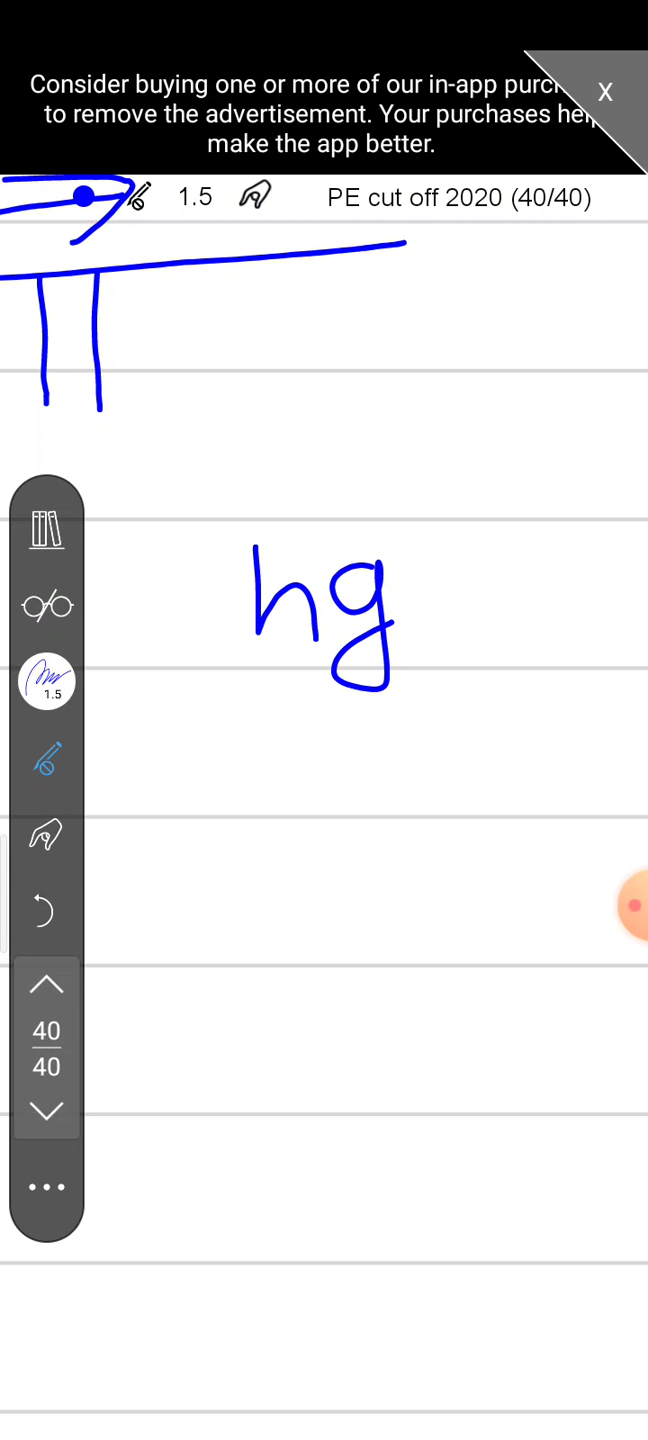 Consider buying one or more of our in-app purc
to remove the advertisement. Your purchases hel
make the app better.
X
1.5 PE cut off 2020 (40/40)
hg
1.5
40
40